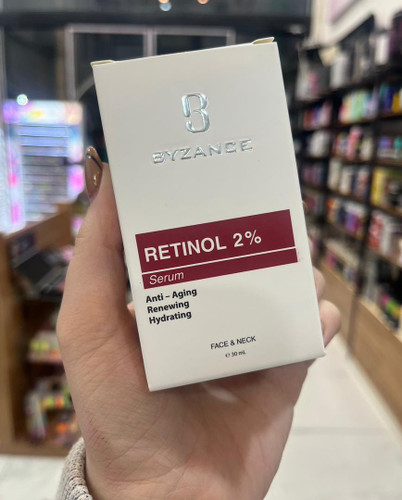 BYZANCE
RETINOL 2%
Serum
Anti - Aging
Renewing
Hydrating
FACE & NECK
℮ 30 mL